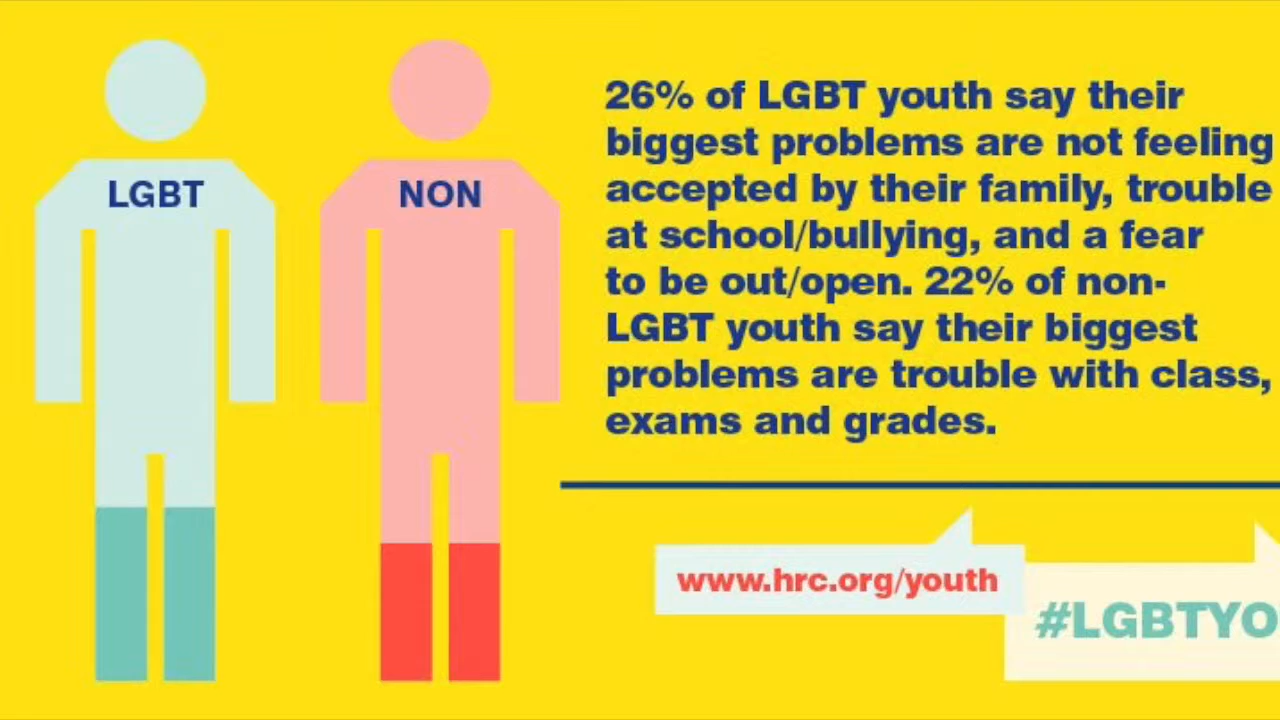 LGBT
NON
26% of LGBT youth say their
biggest problems are not feeling
accepted by their family, trouble
at school/bullying, and a fear
to be out/open. 22% of non-
LGBT youth say their biggest
problems are trouble with class,
exams and grades.
www.hrc.org/youth
#LGBTYO